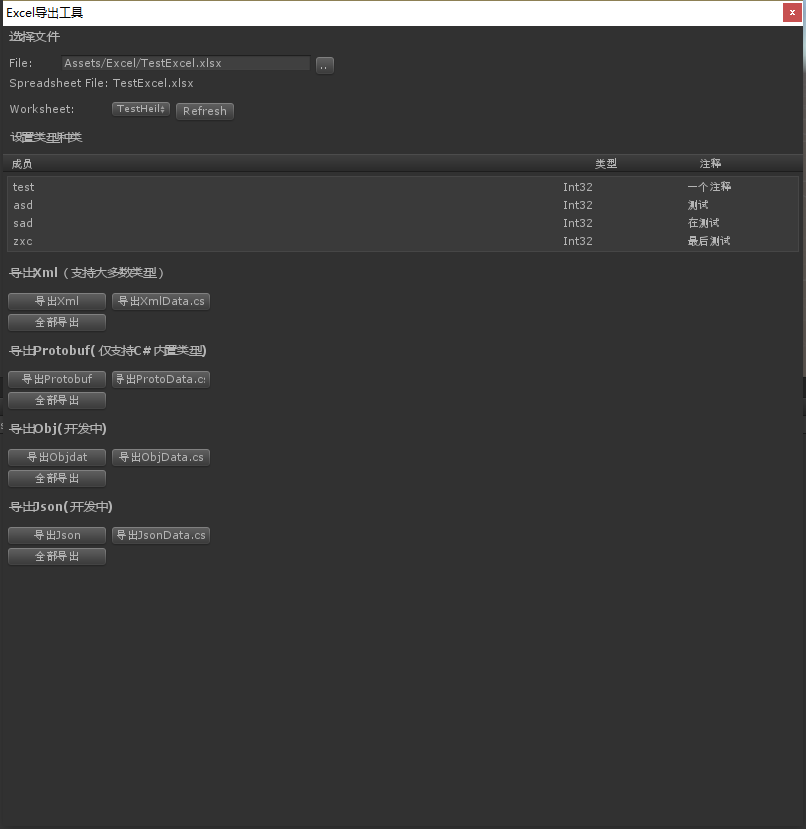 Excel导出工具 x
选择文件
File: Assets/Excel/TestExcel.xlsx ..
Spreadsheet File: TestExcel.xlsx
Worksheet: TestHeil Refresh
设置类型种类
成员 类型 注释
test Int32 一个注释
asd Int32 测试
sad Int32 在测试
zxc Int32 最后测试
导出Xml（支持大多数类型）
导出Xml 导出XmlData.cs
全部导出
导出Protobuf( 仅支持C# 内置类型)
导出Protobuf 导出ProtoData.cs
全部导出
导出Obj( 开发中)
导出Objdat 导出ObjData.cs
全部导出
导出Json( 开发中)
导出Json 导出JsonData.cs
全部导出